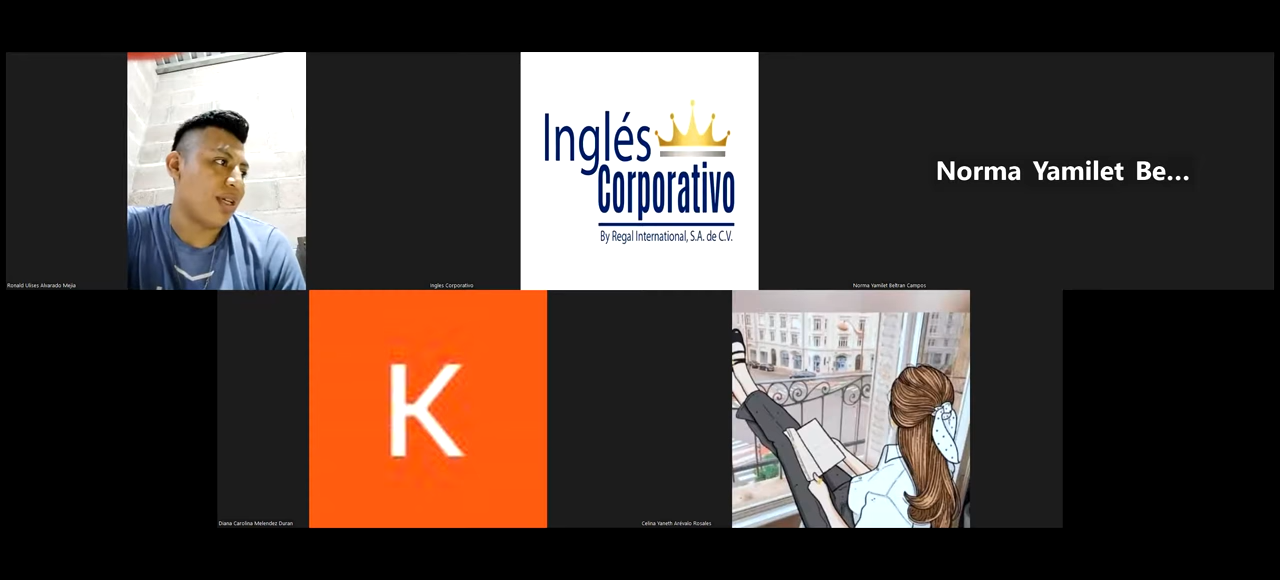 Inglés
Corporativo
By Regal International, S.A. de C.V.
Norma Yamilet Be...
Ronald Ulises Alvarado Mejia
Ingles Corporativo
Norma Yamilet Beltran Campos
K
Diana Carolina Melendez Duran
Celina Yaneth Arévalo Rosales